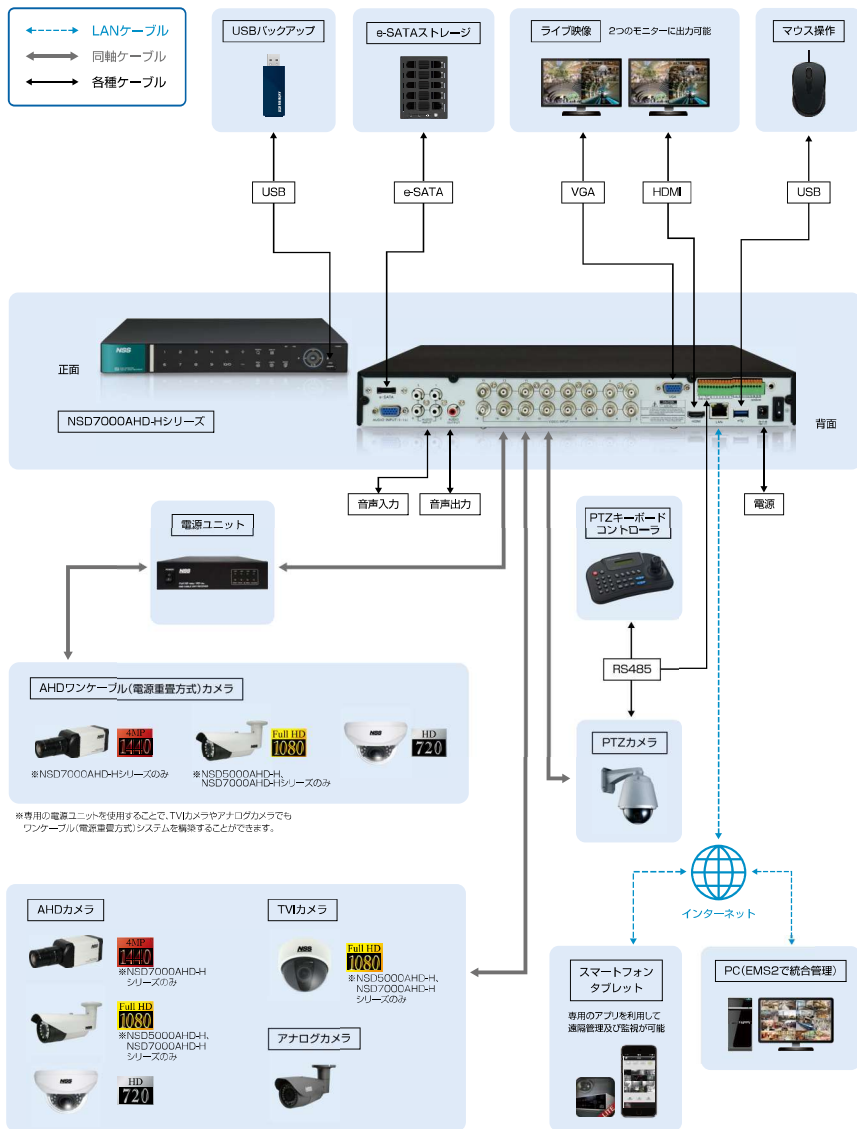 LANケーブル
同軸ケーブル
各種ケーブル
USBバックアップ
e-SATAストレージ
ライブ映像 2つのモニターに出力可能
マウス操作
USB
e-SATA
VGA
HDMI
USB
正面
NSS
NSD7000AHD-Hシリーズ
e-SATA
VGA
HDMI
LAN
背面
音声入力
音声出力
電源
電源ユニット
NSS
PTZキーボード
コントローラ
RS485
AHDワンケーブル(電源重畳方式)カメラ
4MP
1440
※NSD7000AHD-Hシリーズのみ
Full HD
1080
※NSD5000AHD-H、
NSD7000AHD-Hシリーズのみ
HD
720
※専用の電源ユニットを使用することで、TVIカメラやアナログカメラでも
ワンケーブル(電源重畳方式)システムを構築することができます。
PTZカメラ
インターネット
AHDカメラ
4MP
1440
※NSD7000AHD-H
シリーズのみ
Full HD
1080
※NSD5000AHD-H、
NSD7000AHD-H
シリーズのみ
HD
720
TVIカメラ
NSS
Full HD
1080
※NSD5000AHD-H、
NSD7000AHD-H
シリーズのみ
アナログカメラ
スマートフォン
タブレット
専用のアプリを利用して
遠隔管理及び監視が可能
LITE
PC(EMS2で統合管理)